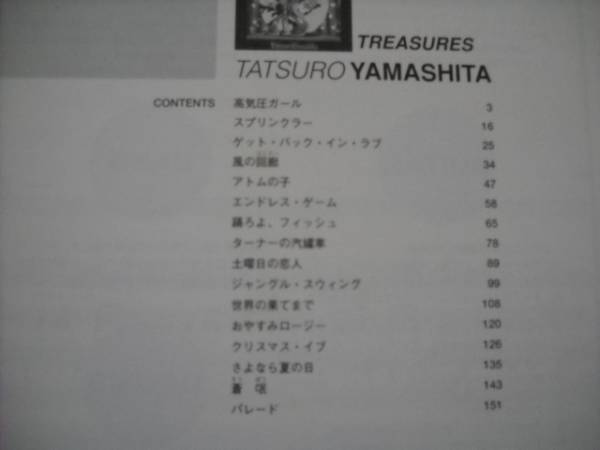 TREASURES
TATSURO YAMASHITA
CONTENTS 高気圧ガール 3
スプリンクラー 16
ゲット・バック・イン・ラブ 25
風の回廊 34
アトムの子 47
エンドレス・ゲーム 58
踊ろよ、フィッシュ 65
ターナーの汽罐車 78
土曜日の恋人 89
ジャングル・スウィング 99
世界の果てまで 108
おやすみロージー 120
クリスマス・イブ 126
さよなら夏の日 135
蒼氓 143
パレード 151